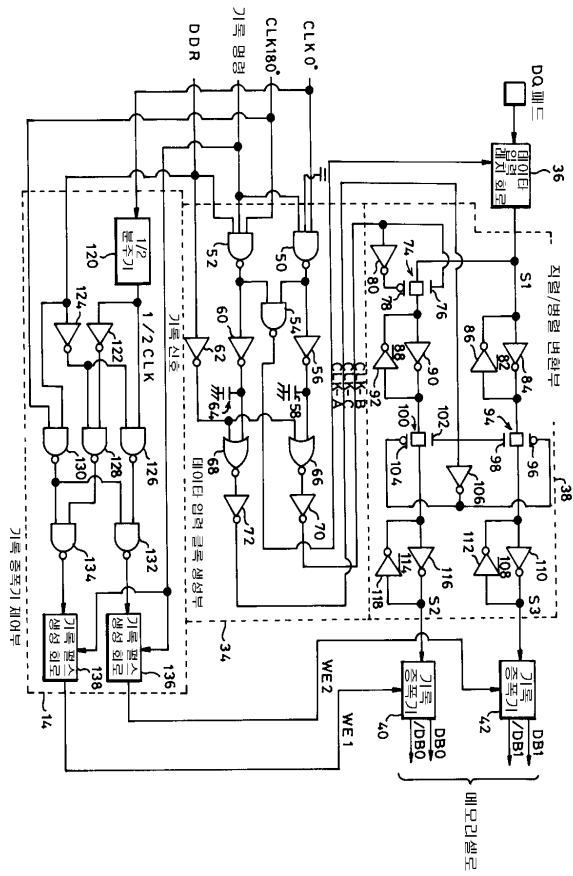 DQ 패드
데이타
입력
래치 회로
36
직렬/병렬 변환부
38
S1
74
76
78
80
82
84
86
88
90
92
94
96
98
100
102
104
106
108
110
112
114
116
118
S3
S2
기록
증폭기
42
DB1
/DB1
기록
증폭기
40
DB0
/DB0
메모리셀로
CLK0°
CLK180°
기록 명령
DDR
50
52
54
56
58
60
62
64
66
68
70
72
CLK-B
CLK-C
CLK-A
데이타 입력 클록 생성부
34
1/2
분주기
120
1/2 CLK
기록 신호
122
124
126
128
130
132
134
기록 펄스
생성 회로
136
기록 펄스
생성 회로
138
WE2
WE1
기록 증폭기 제어부
14